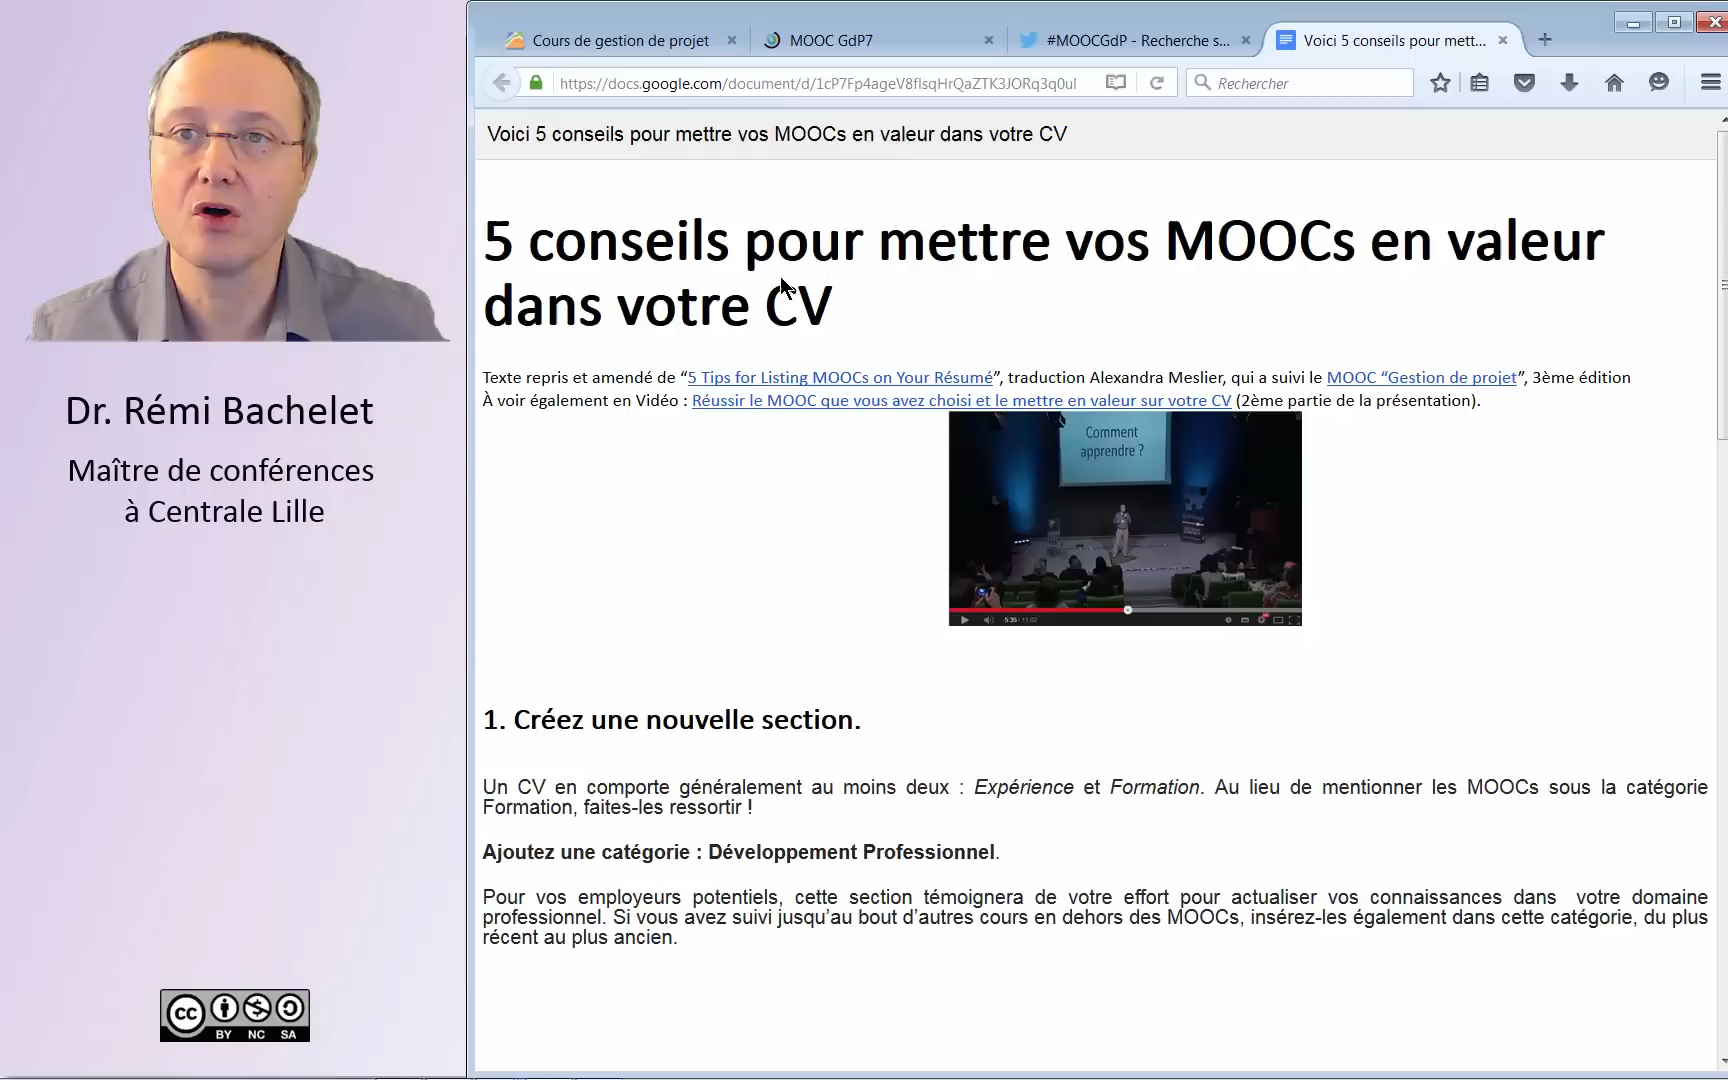 Cours de gestion de projet
MOOC GdP7
#MOOCGdP - Recherche s...
Voici 5 conseils pour mett...
https://docs.google.com/document/d/1cP7Fp4ageV8flsqHrQaZTK3JORq3q0ul
Rechercher
Voici 5 conseils pour mettre vos MOOCs en valeur dans votre CV
5 conseils pour mettre vos MOOCs en valeur
dans votre CV
Texte repris et amendé de “5 Tips for Listing MOOCs on Your Résumé”, traduction Alexandra Meslier, qui a suivi le MOOC “Gestion de projet”, 3ème édition
À voir également en Vidéo : Réussir le MOOC que vous avez choisi et le mettre en valeur sur votre CV (2ème partie de la présentation).
Comment
apprendre ?
5:35 / 11:02
1. Créez une nouvelle section.
Un CV en comporte généralement au moins deux : Expérience et Formation. Au lieu de mentionner les MOOCs sous la catégorie
Formation, faites-les ressortir !
Ajoutez une catégorie : Développement Professionnel.
Pour vos employeurs potentiels, cette section témoignera de votre effort pour actualiser vos connaissances dans votre domaine
professionnel. Si vous avez suivi jusqu’au bout d’autres cours en dehors des MOOCs, insérez-les également dans cette catégorie, du plus
récent au plus ancien.
Dr. Rémi Bachelet
Maître de conférences
à Centrale Lille
cc
BY NC SA